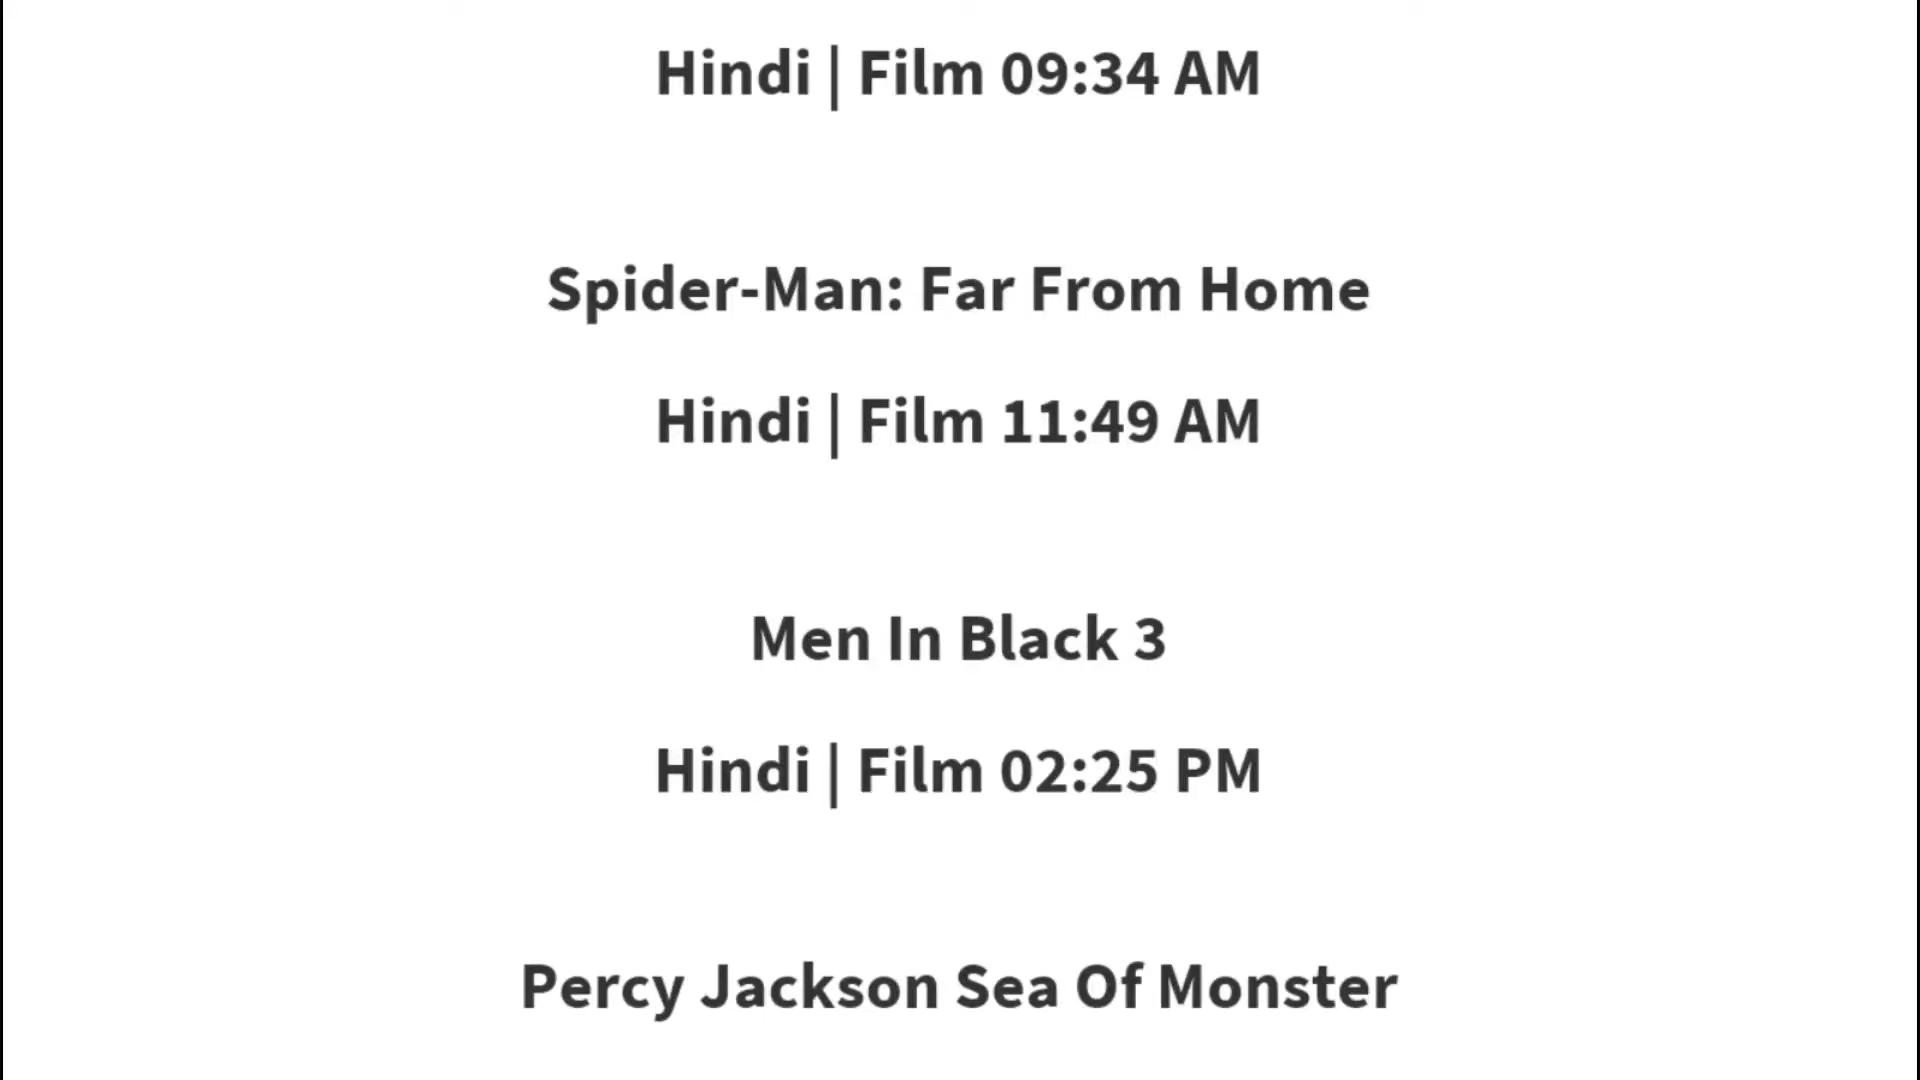 Hindi | Film 09:34 AM
Spider-Man: Far From Home
Hindi | Film 11:49 AM
Men In Black 3
Hindi | Film 02:25 PM
Percy Jackson Sea Of Monster